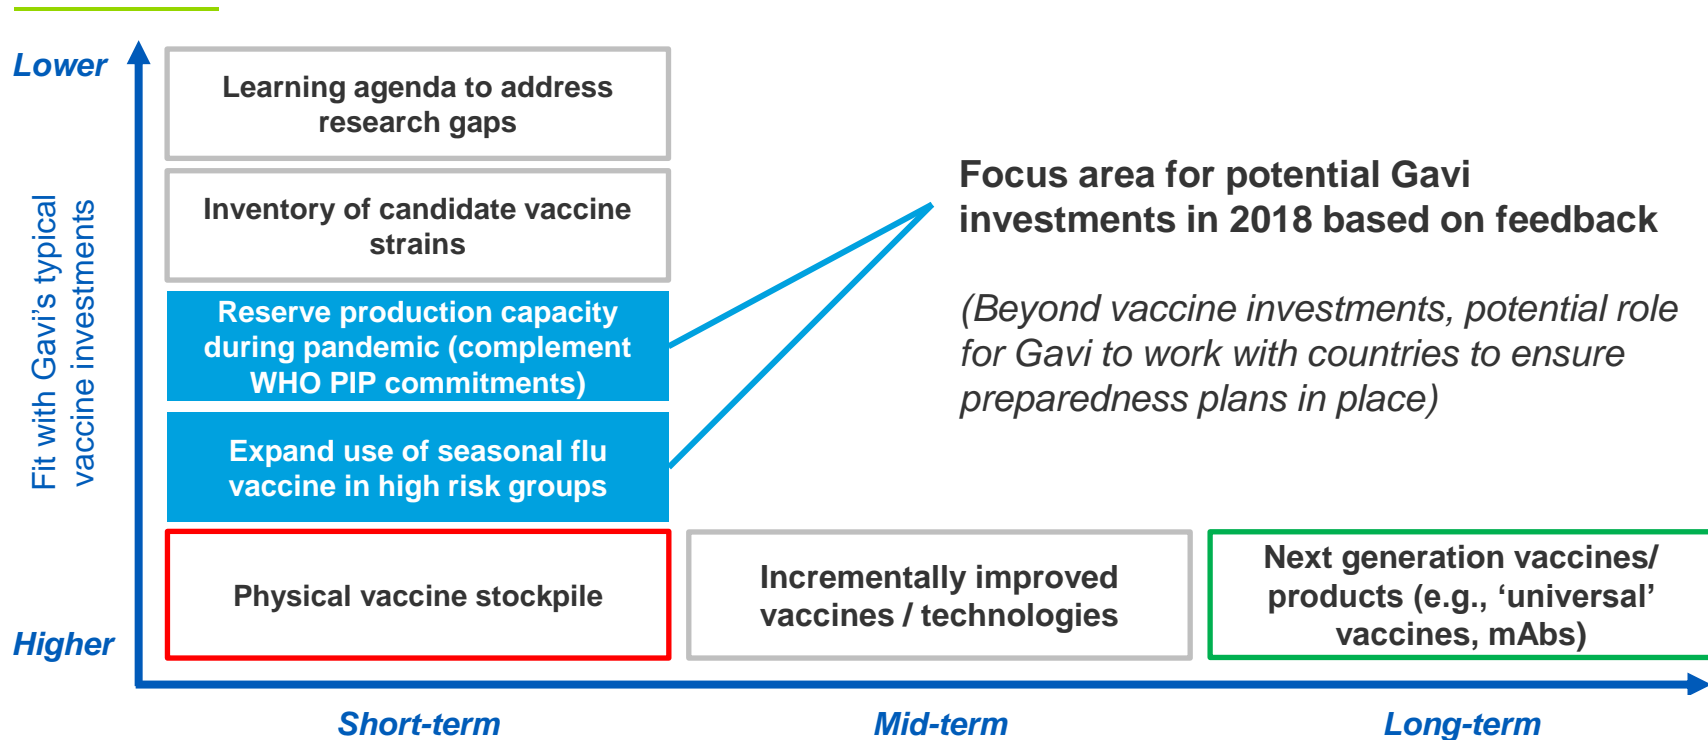 Lower
Fit with Gavi’s typical
vaccine investments
Higher
Learning agenda to address
research gaps
Inventory of candidate vaccine
strains
Reserve production capacity
during pandemic (complement
WHO PIP commitments)
Expand use of seasonal flu
vaccine in high risk groups
Physical vaccine stockpile
Incrementally improved
vaccines / technologies
Next generation vaccines/
products (e.g., ‘universal’
vaccines, mAbs)
Focus area for potential Gavi
investments in 2018 based on feedback
(Beyond vaccine investments, potential role
for Gavi to work with countries to ensure
preparedness plans in place)
Short-term
Mid-term
Long-term